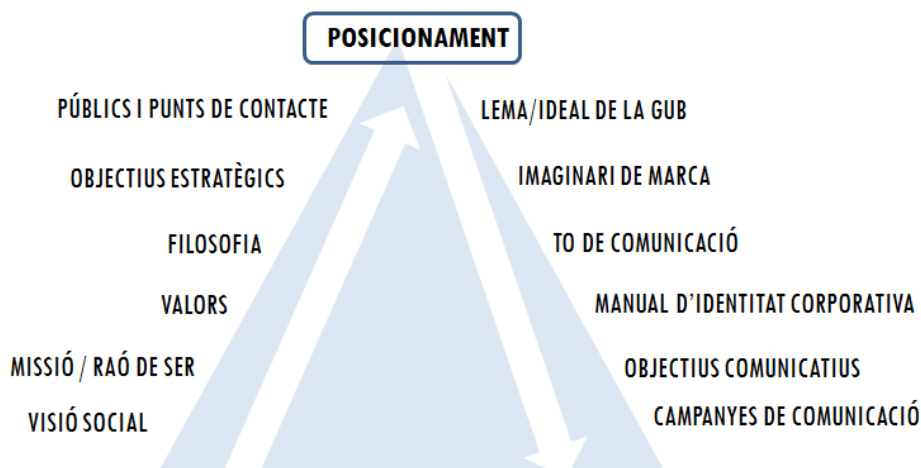 POSICIONAMENT
PÚBLICS I PUNTS DE CONTACTE
OBJECTIUS ESTRATÈGICS
FILOSOFIA
VALORS
MISSIÓ / RAÓ DE SER
VISIÓ SOCIAL
LEMA/IDEAL DE LA GUB
IMAGINARI DE MARCA
TO DE COMUNICACIÓ
MANUAL D'IDENTITAT CORPORATIVA
OBJECTIUS COMUNICATIUS
CAMPANYES DE COMUNICACIÓ